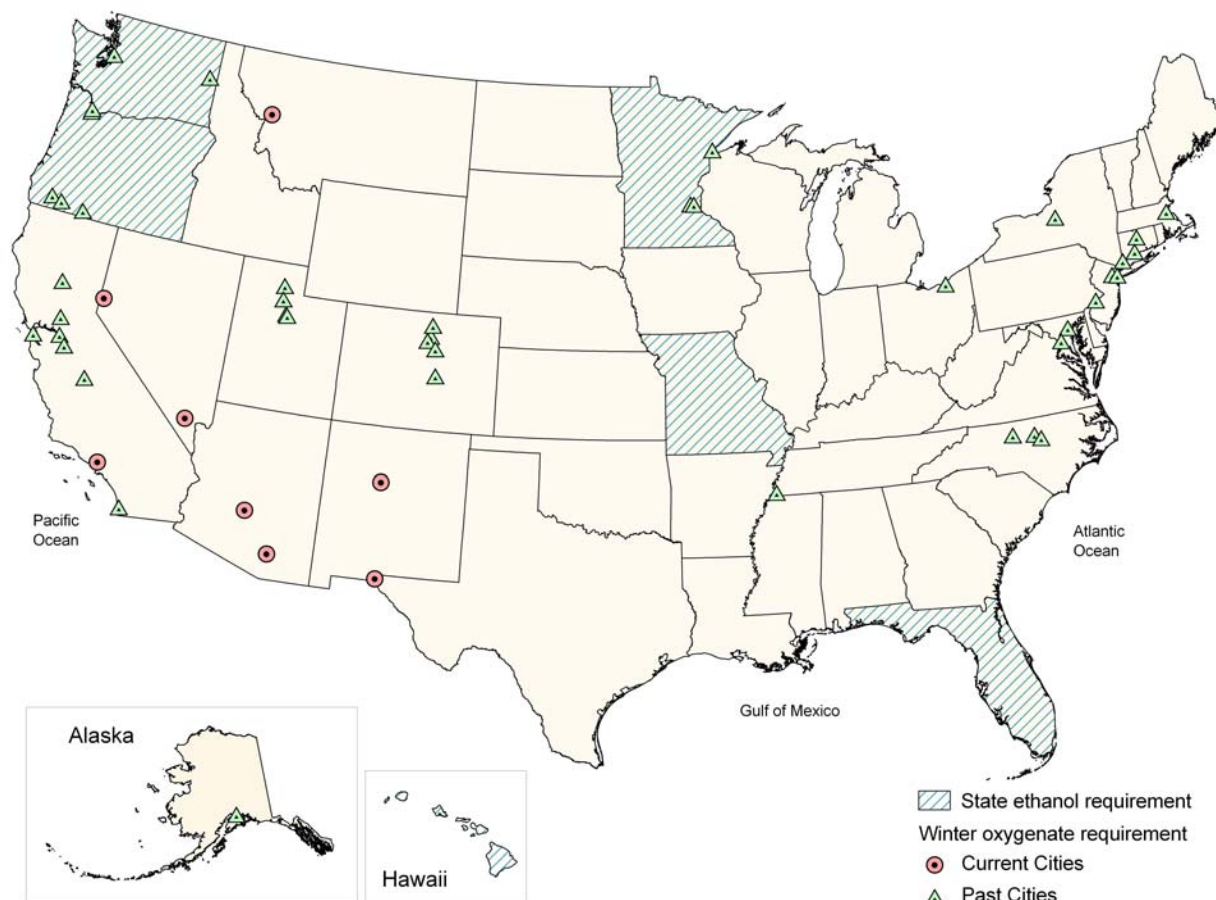 Pacific
Ocean
Atlantic
Ocean
Gulf of Mexico
Alaska
Hawaii
State ethanol requirement
Winter oxygenate requirement
Current Cities
Past Cities